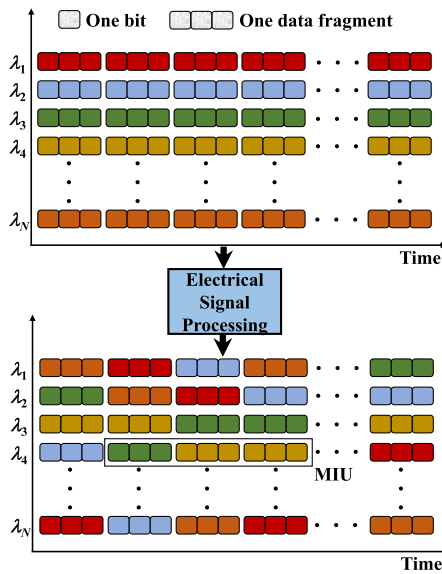 One bit One data fragment
λ1
λ2
λ3
λ4
λN
Time
Electrical
Signal
Processing
λ1
λ2
λ3
λ4
MIU
λN
Time